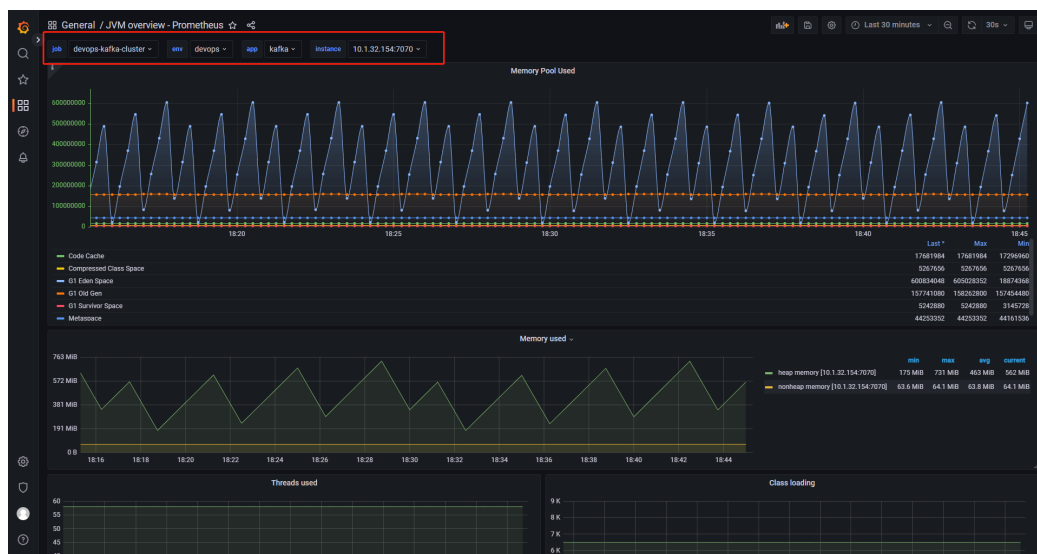 General / JVM overview - Prometheus
Last 30 minutes
30s
job devops-kafka-cluster env devops app kafka instance 10.1.32.154:7070
Memory Pool Used
600000000
500000000
400000000
300000000
200000000
100000000
0
18:20 18:25 18:30 18:35 18:40 18:45
Last * Max Min
Code Cache 17681984 17681984 17296960
Compressed Class Space 5267656 5267656 5267656
G1 Eden Space 600834048 605028352 18874368
G1 Old Gen 157741080 158262800 157454480
G1 Survivor Space 5242880 5242880 3145728
Metaspace 44253352 44253352 44161536
Memory used
763 MiB
572 MiB
381 MiB
191 MiB
0 B
18:16 18:18 18:20 18:22 18:24 18:26 18:28 18:30 18:32 18:34 18:36 18:38 18:40 18:42 18:44
min max avg current
heap memory [10.1.32.154:7070] 175 MiB 731 MiB 463 MiB 562 MiB
nonheap memory [10.1.32.154:7070] 63.6 MiB 64.1 MiB 63.8 MiB 64.1 MiB
Threads used
60
55
50
45
Class loading
9 K
8 K
7 K
6 K